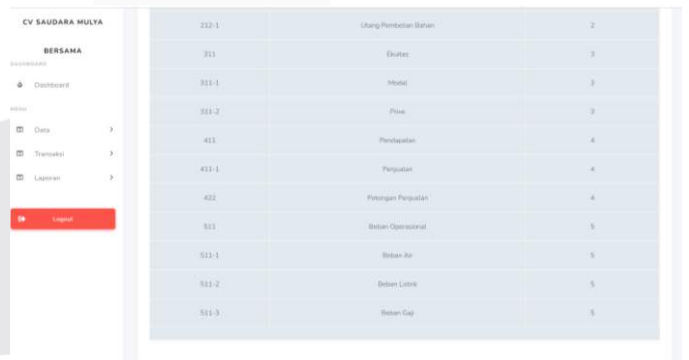 CV SAUDARA MULYA
BERSAMA
DASHBOARD
Dashboard
MENU
Data
Transaksi
Laporan
Logout
212-1 Utang Pembelian Bahan 2
311 Ekuitas 3
311-1 Modal 3
311-2 Prive 3
411 Pendapatan 4
411-1 Penjualan 4
422 Potongan Penjualan 4
511 Beban Operasional 5
511-1 Beban Air 5
511-2 Beban Listrik 5
511-3 Beban Gaji 5